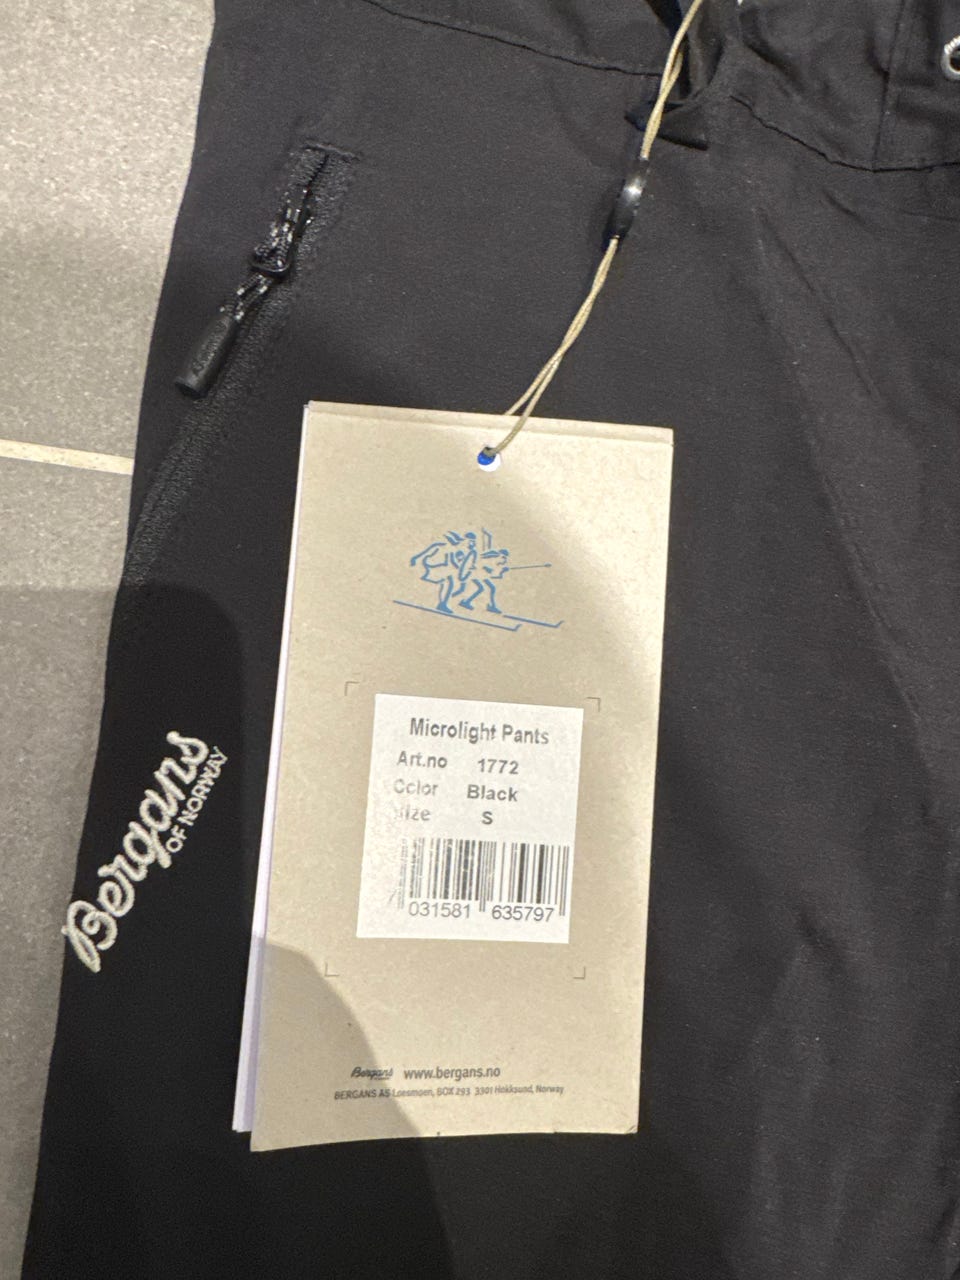 Bergans
OF NORWAY
Microlight Pants
Art.no 1772
Color Black
Size S
031581 635797
Bergans www.bergans.no
BERGANS AS Loesmoen, BOX 293 3301 Hokksund, Norway